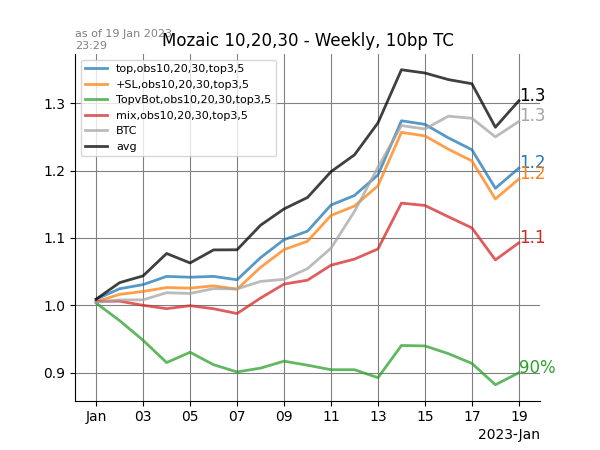 as of 19 Jan 2023
23:29
Mozaic 10,20,30 - Weekly, 10bp TC
top,obs10,20,30,top3,5
+SL,obs10,20,30,top3,5
TopvBot,obs10,20,30,top3,5
mix,obs10,20,30,top3,5
BTC
avg
1.3
1.2
1.1
1.0
0.9
1.3
1.3
1.2
1.2
1.1
90%
Jan 03 05 07 09 11 13 15 17 19
2023-Jan